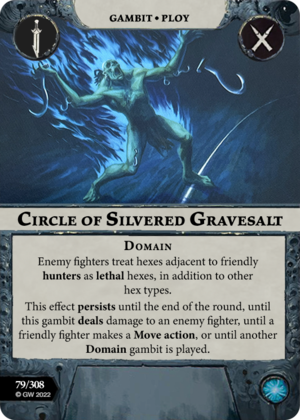 GAMBIT • PLOY
CIRCLE OF SILVERED GRAVESALT
DOMAIN
Enemy fighters treat hexes adjacent to friendly
hunters as lethal hexes, in addition to other
hex types.
This effect persists until the end of the round, until
this gambit deals damage to an enemy fighter, until a
friendly fighter makes a Move action, or until another
Domain gambit is played.
79/308
© GW 2022